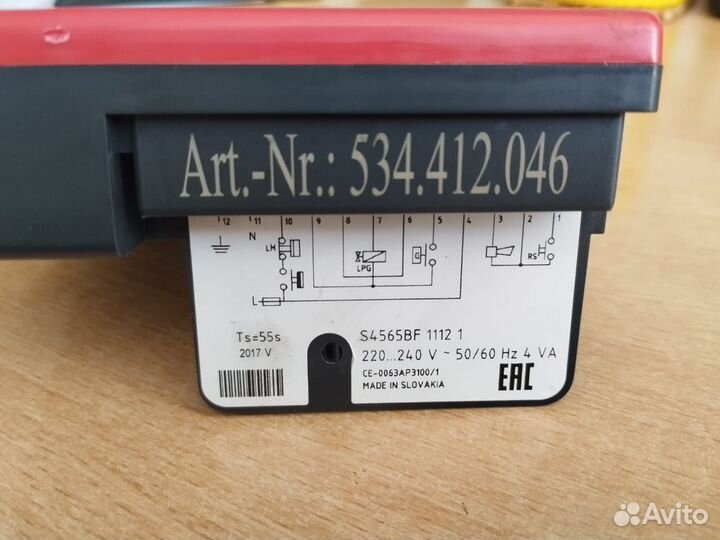 Art.-Nr.: 534.412.046
12 11 10 9 8 7 6 5 4 3 2 1
N
LH
G
RS
LPG
L
Ts=55s
2017 V
S4565BF 1112 1
220...240 V ~ 50/60 Hz 4 VA
CE-0063AP3100/1
MADE IN SLOVAKIA
EAC
Avito